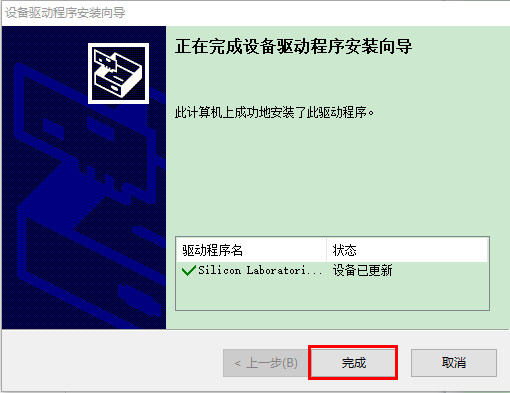 设备驱动程序安装向导
正在完成设备驱动程序安装向导
此计算机上成功地安装了此驱动程序。
驱动程序名 状态
Silicon Laboratori... 设备已更新
< 上一步(B) 完成 取消